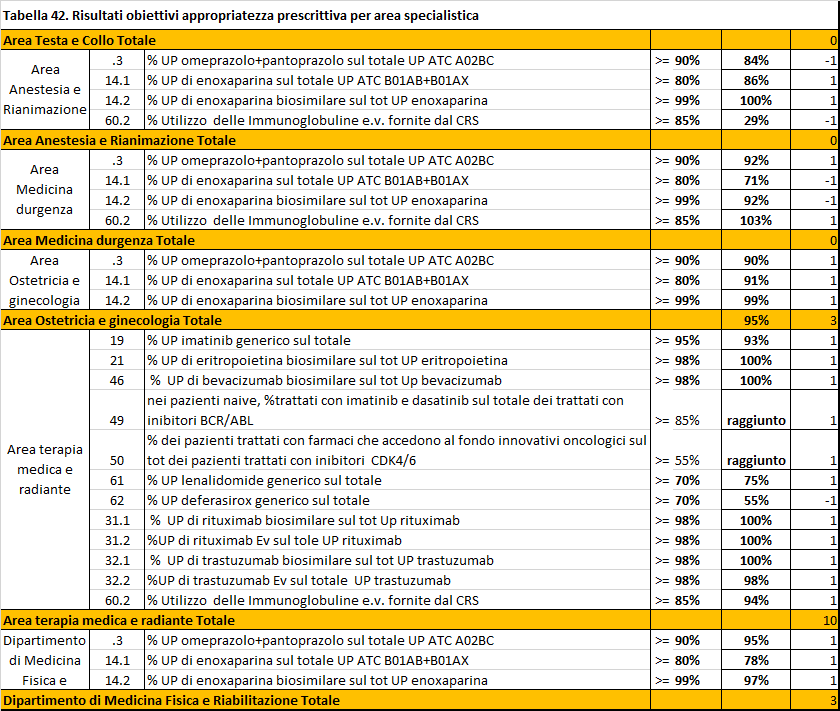 Tabella 42. Risultati obiettivi appropriatezza prescrittiva per area specialistica
Area Testa e Collo Totale 0
Area Anestesia e Rianimazione
.3 % UP omeprazolo+pantoprazolo sul totale UP ATC A02BC >= 90% 84% -1
14.1 % UP di enoxaparina sul totale UP ATC B01AB+B01AX >= 80% 86% 1
14.2 % UP di enoxaparina biosimilare sul tot UP enoxaparina >= 99% 100% 1
60.2 % Utilizzo delle Immunoglobuline e.v. fornite dal CRS >= 85% 29% -1
Area Anestesia e Rianimazione Totale 0
Area Medicina durgenza
.3 % UP omeprazolo+pantoprazolo sul totale UP ATC A02BC >= 90% 92% 1
14.1 % UP di enoxaparina sul totale UP ATC B01AB+B01AX >= 80% 71% -1
14.2 % UP di enoxaparina biosimilare sul tot UP enoxaparina >= 99% 92% -1
60.2 % Utilizzo delle Immunoglobuline e.v. fornite dal CRS >= 85% 103% 1
Area Medicina durgenza Totale 0
Area Ostetricia e ginecologia
.3 % UP omeprazolo+pantoprazolo sul totale UP ATC A02BC >= 90% 90% 1
14.1 % UP di enoxaparina sul totale UP ATC B01AB+B01AX >= 80% 91% 1
14.2 % UP di enoxaparina biosimilare sul tot UP enoxaparina >= 99% 99% 1
Area Ostetricia e ginecologia Totale 95% 3
Area terapia medica e radiante
19 % UP imatinib generico sul totale >= 95% 93% 1
21 % UP di eritropoietina biosimilare sul tot UP eritropoietina >= 98% 100% 1
46 % UP di bevacizumab biosimilare sul tot Up bevacizumab >= 98% 100% 1
nei pazienti naive, %trattati con imatinib e dasatinib sul totale dei trattati con
49 inibitori BCR/ABL >= 85% raggiunto 1
% dei pazienti trattati con farmaci che accedono al fondo innovativi oncologici sul
50 tot dei pazienti trattati con inibitori CDK4/6 >= 55% raggiunto 1
61 % UP lenalidomide generico sul totale >= 70% 75% 1
62 % UP deferasirox generico sul totale >= 70% 55% -1
31.1 % UP di rituximab biosimilare sul tot Up rituximab >= 98% 100% 1
31.2 %UP di rituximab Ev sul tole UP rituximab >= 98% 100% 1
32.1 % UP di trastuzumab biosimilare sul tot UP trastuzumab >= 98% 100% 1
32.2 %UP di trastuzumab Ev sul totale UP trastuzumab >= 98% 98% 1
60.2 % Utilizzo delle Immunoglobuline e.v. fornite dal CRS >= 85% 94% 1
Area terapia medica e radiante Totale 10
Dipartimento di Medicina Fisica e
.3 % UP omeprazolo+pantoprazolo sul totale UP ATC A02BC >= 90% 95% 1
14.1 % UP di enoxaparina sul totale UP ATC B01AB+B01AX >= 80% 78% 1
14.2 % UP di enoxaparina biosimilare sul tot UP enoxaparina >= 99% 97% 1
Dipartimento di Medicina Fisica e Riabilitazione Totale 3